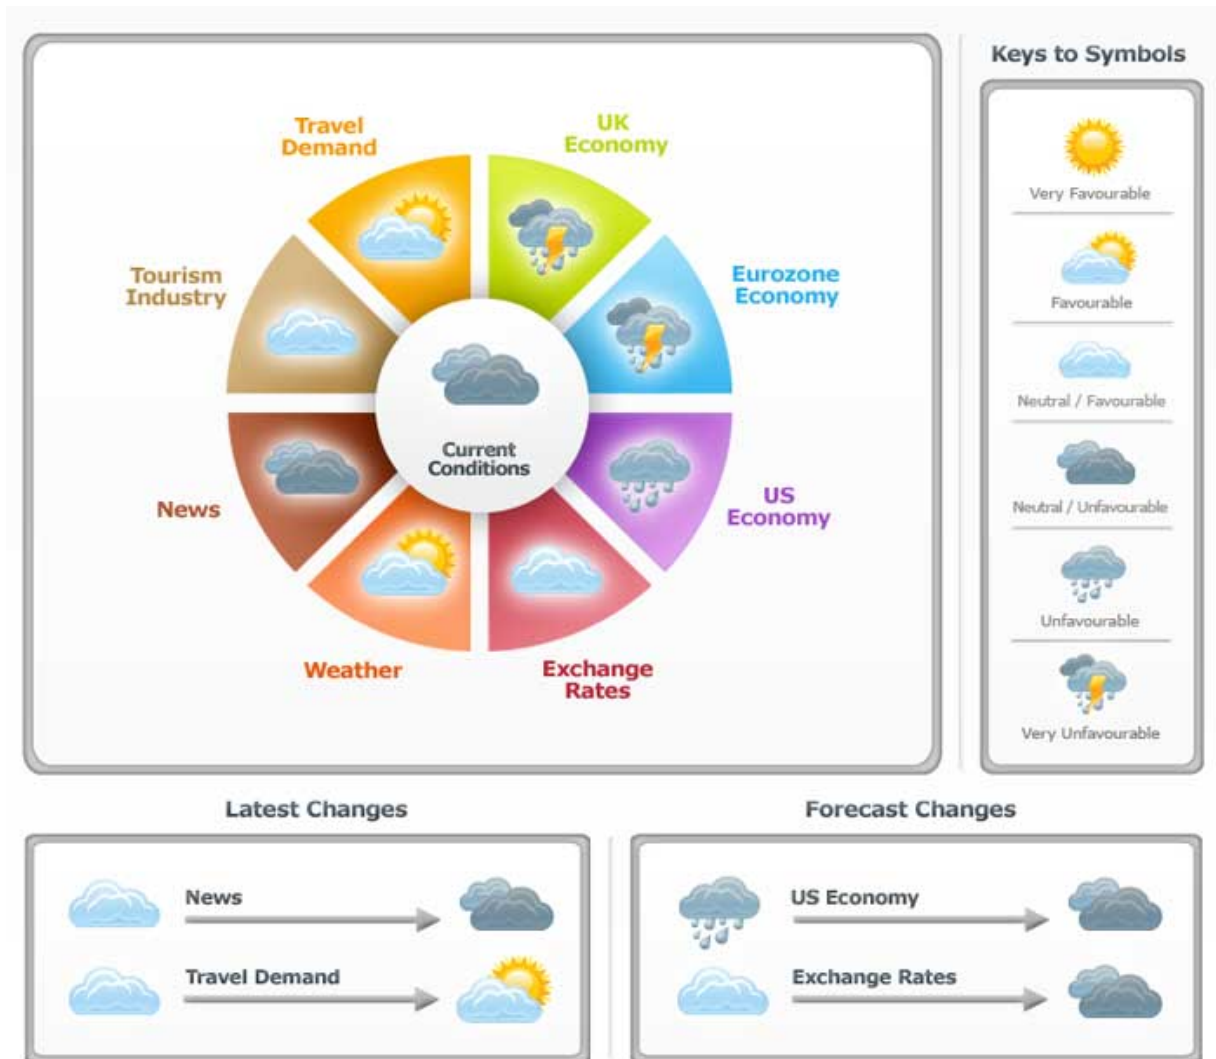 Keys to Symbols
Travel
Demand
UK
Economy
Tourism
Industry
Eurozone
Economy
Current
Conditions
News
US
Economy
Weather
Exchange
Rates
Very Favourable
Favourable
Neutral / Favourable
Neutral / Unfavourable
Unfavourable
Very Unfavourable
Latest Changes
News
Travel Demand
Forecast Changes
US Economy
Exchange Rates